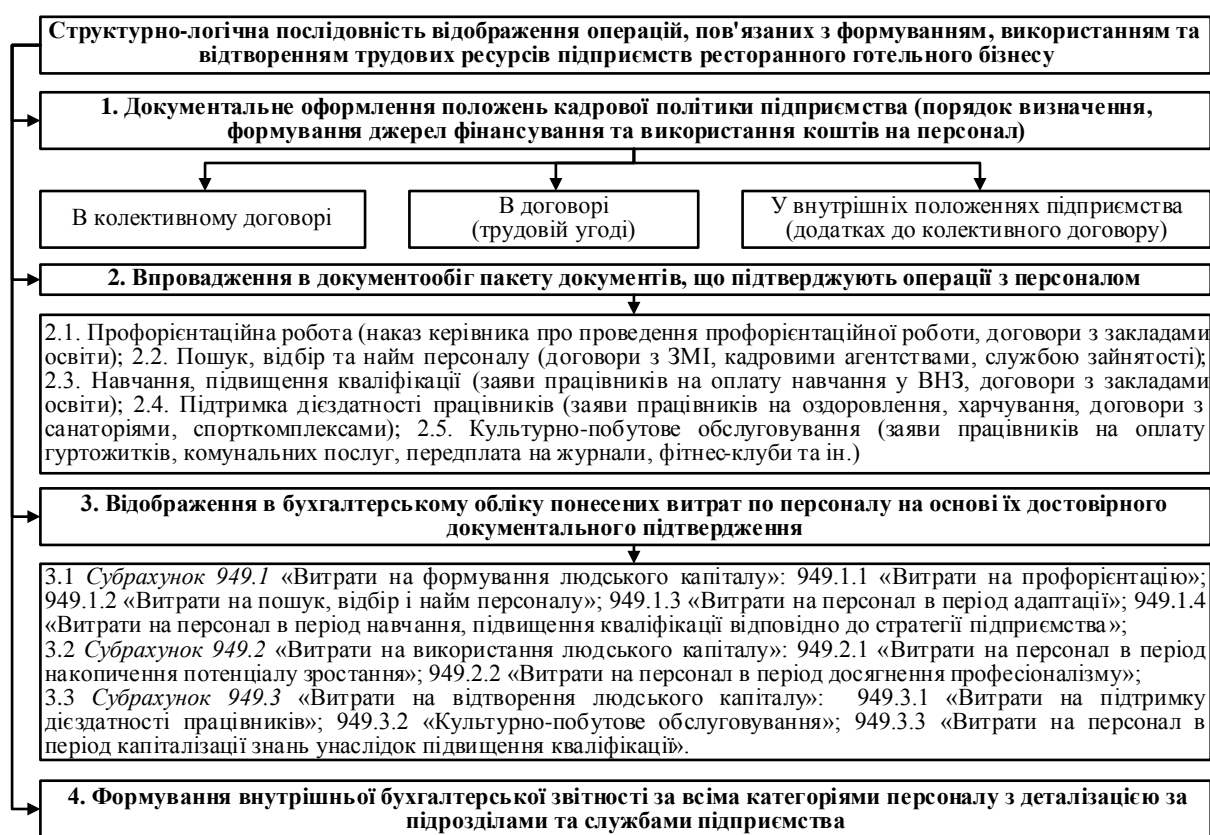 Структурно-логічна послідовність відображення операцій, пов'язаних з формуванням, використанням та
відтворенням трудових ресурсів підприємств ресторанного готельного бізнесу
1. Документальне оформлення положень кадрової політики підприємства (порядок визначення,
формування джерел фінансування та використання коштів на персонал)
В колективному договорі
В договорі
(трудовій угоді)
У внутрішніх положеннях підприємства
(додатках до колективного договору)
2. Впровадження в документообіг пакету документів, що підтверджують операції з персоналом
2.1. Профорієнтаційна робота (наказ керівника про проведення профорієнтаційної роботи, договори з закладами
освіти); 2.2. Пошук, відбір та найм персоналу (договори з ЗМІ, кадровими агентствами, службою зайнятості);
2.3. Навчання, підвищення кваліфікації (заяви працівників на оплату навчання у ВНЗ, договори з закладами
освіти); 2.4. Підтримка дієздатності працівників (заяви працівників на оздоровлення, харчування, договори з
санаторіями, спорткомплексами); 2.5. Культурно-побутове обслуговування (заяви працівників на оплату
гуртожитків, комунальних послуг, передплата на журнали, фітнес-клуби та ін.)
3. Відображення в бухгалтерському обліку понесених витрат по персоналу на основі їх достовірного
документального підтвердження
3.1 Субрахунок 949.1 «Витрати на формування людського капіталу»: 949.1.1 «Витрати на профорієнтацію»;
949.1.2 «Витрати на пошук, відбір і найм персоналу»; 949.1.3 «Витрати на персонал в період адаптації»; 949.1.4
«Витрати на персонал в період навчання, підвищення кваліфікації відповідно до стратегії підприємства»;
3.2 Субрахунок 949.2 «Витрати на використання людського капіталу»: 949.2.1 «Витрати на персонал в період
накопичення потенціалу зростання»; 949.2.2 «Витрати на персонал в період досягнення професіоналізму»;
3.3 Субрахунок 949.3 «Витрати на відтворення людського капіталу»: 949.3.1 «Витрати на підтримку
дієздатності працівників»; 949.3.2 «Культурно-побутове обслуговування»; 949.3.3 «Витрати на персонал в
період капіталізації знань унаслідок підвищення кваліфікації».
4. Формування внутрішньої бухгалтерської звітності за всіма категоріями персоналу з деталізацією за
підрозділами та службами підприємства